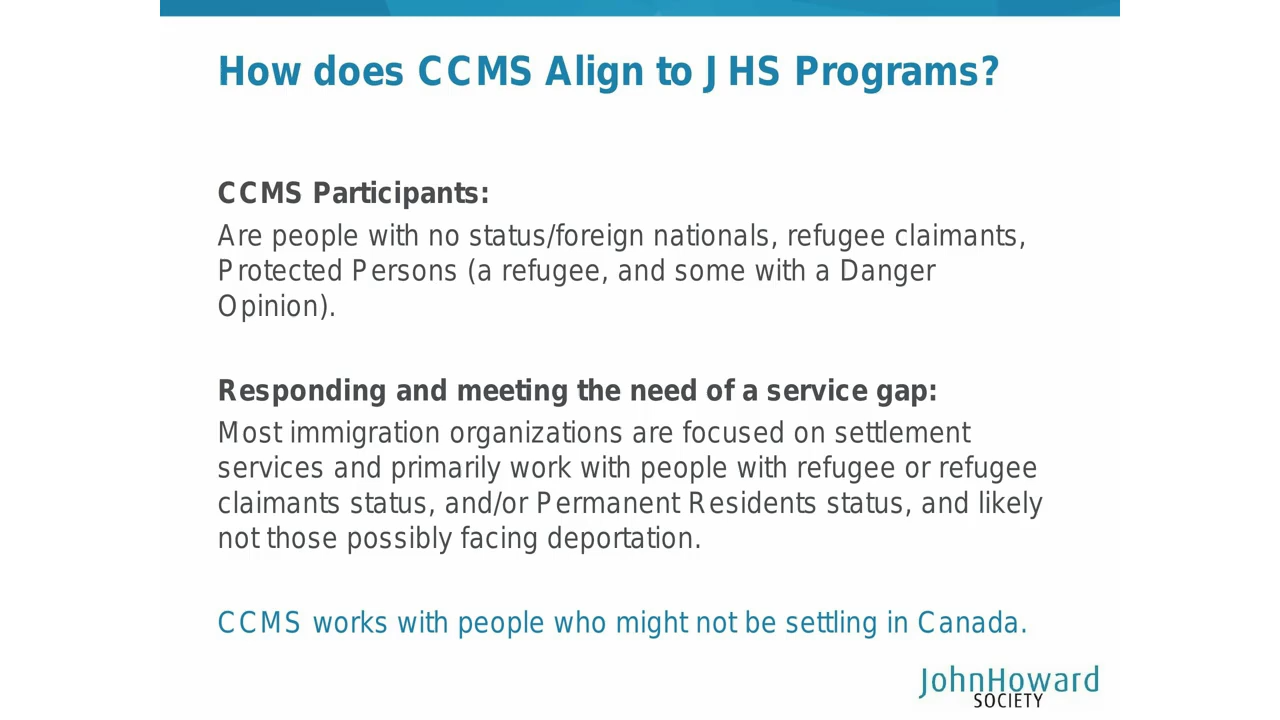 How does CCMS Align to JHS Programs?
CCMS Participants:
Are people with no status/foreign nationals, refugee claimants,
Protected Persons (a refugee, and some with a Danger
Opinion).
Responding and meeting the need of a service gap:
Most immigration organizations are focused on settlement
services and primarily work with people with refugee or refugee
claimants status, and/or Permanent Residents status, and likely
not those possibly facing deportation.
CCMS works with people who might not be settling in Canada.
JohnHoward
SOCIETY